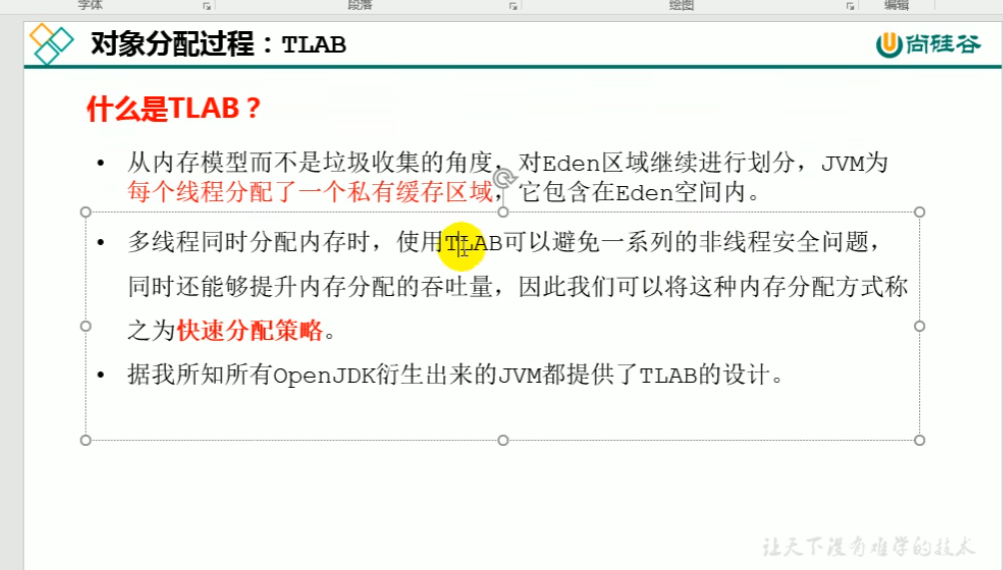 字体 段落 绘图 编辑
对象分配过程：TLAB
尚硅谷
什么是TLAB？
• 从内存模型而不是垃圾收集的角度，对Eden区域继续进行划分，JVM为
每个线程分配了一个私有缓存区域，它包含在Eden空间内。
• 多线程同时分配内存时，使用TLAB可以避免一系列的非线程安全问题，
同时还能够提升内存分配的吞吐量，因此我们可以将这种内存分配方式称
之为快速分配策略。
• 据我所知所有OpenJDK衍生出来的JVM都提供了TLAB的设计。
让天下没有难学的技术